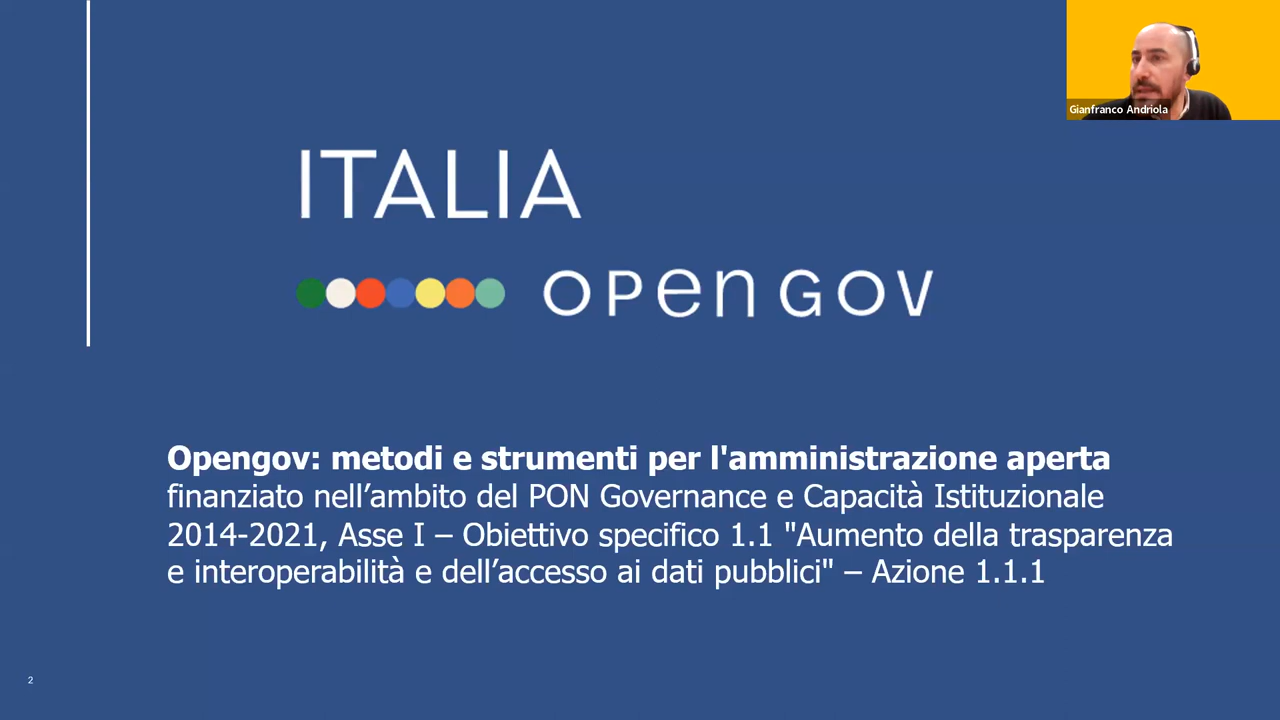 Gianfranco Andriola
ITALIA
OPEN GOV
Opengov: metodi e strumenti per l'amministrazione aperta
finanziato nell’ambito del PON Governance e Capacità Istituzionale
2014-2021, Asse I – Obiettivo specifico 1.1 "Aumento della trasparenza
e interoperabilità e dell’accesso ai dati pubblici" – Azione 1.1.1
2